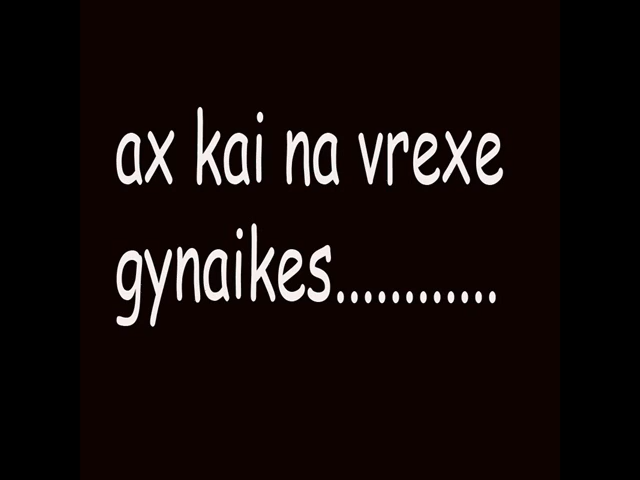 ax kai na vrexe
gynaikes............